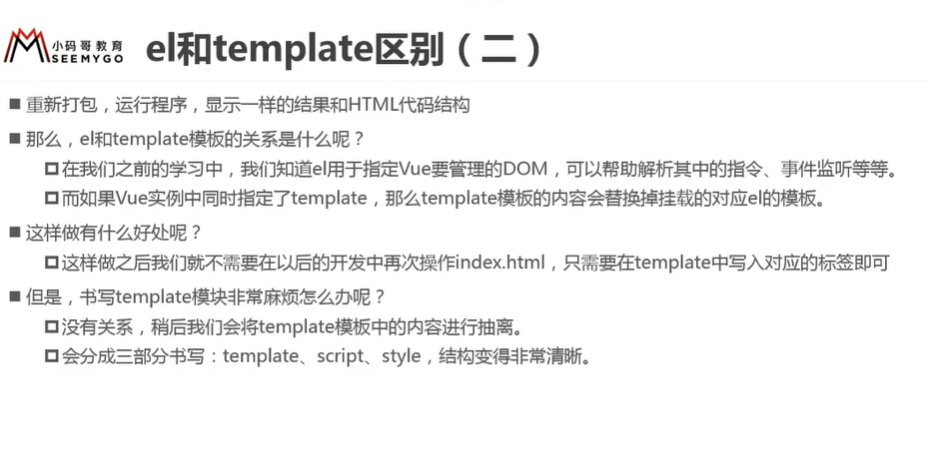 小码哥教育
SEEMYGO
el和template区别（二）
■ 重新打包，运行程序，显示一样的结果和HTML代码结构
■ 那么，el和template模板的关系是什么呢？
在我们之前的学习中，我们知道el用于指定Vue要管理的DOM，可以帮助解析其中的指令、事件监听等等。
而如果Vue实例中同时指定了template，那么template模板的内容会替换掉挂载的对应el的模板。
■ 这样做有什么好处呢？
这样做之后我们就不需要在以后的开发中再次操作index.html，只需要在template中写入对应的标签即可
■ 但是，书写template模块非常麻烦怎么办呢？
没有关系，稍后我们会将template模板中的内容进行抽离。
会分成三部分书写：template、script、style，结构变得非常清晰。